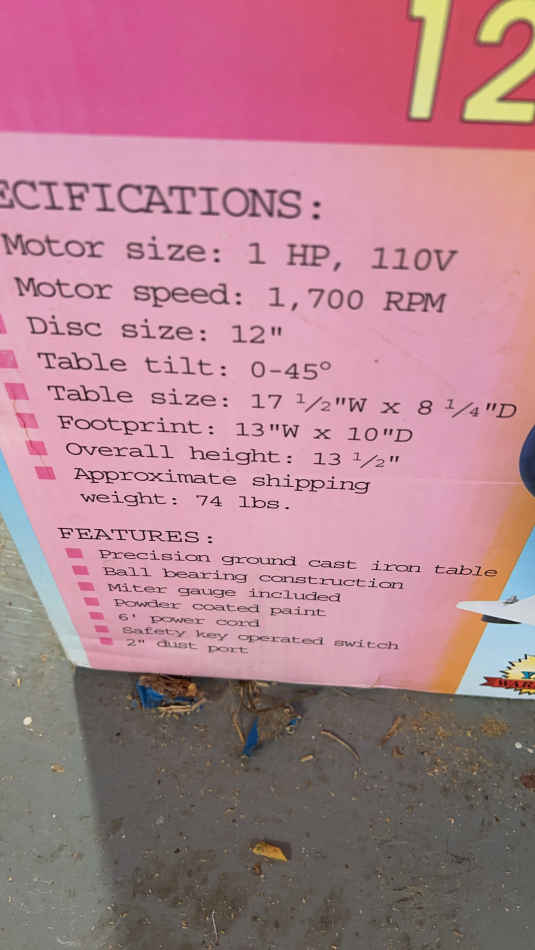 12
ECIFICATIONS:
Motor size: 1 HP, 110V
Motor speed: 1,700 RPM
Disc size: 12"
Table tilt: 0-45°
Table size: 17 1/2"W x 8 1/4"D
Footprint: 13"W x 10"D
Overall height: 13 1/2"
Approximate shipping
weight: 74 lbs.
FEATURES:
Precision ground cast iron table
Ball bearing construction
Miter gauge included
Powder coated paint
6' power cord
Safety key operated switch
2" dust port